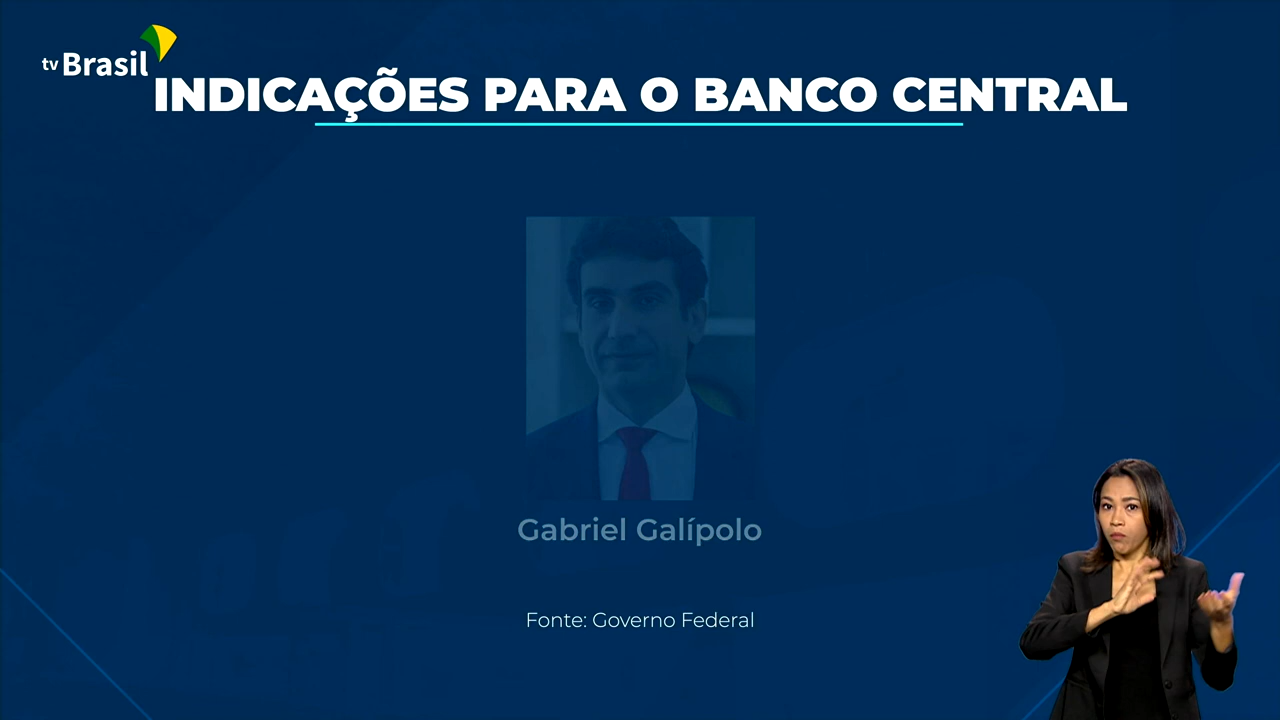 tv Brasil
INDICAÇÕES PARA O BANCO CENTRAL
Gabriel Galípolo
Fonte: Governo Federal